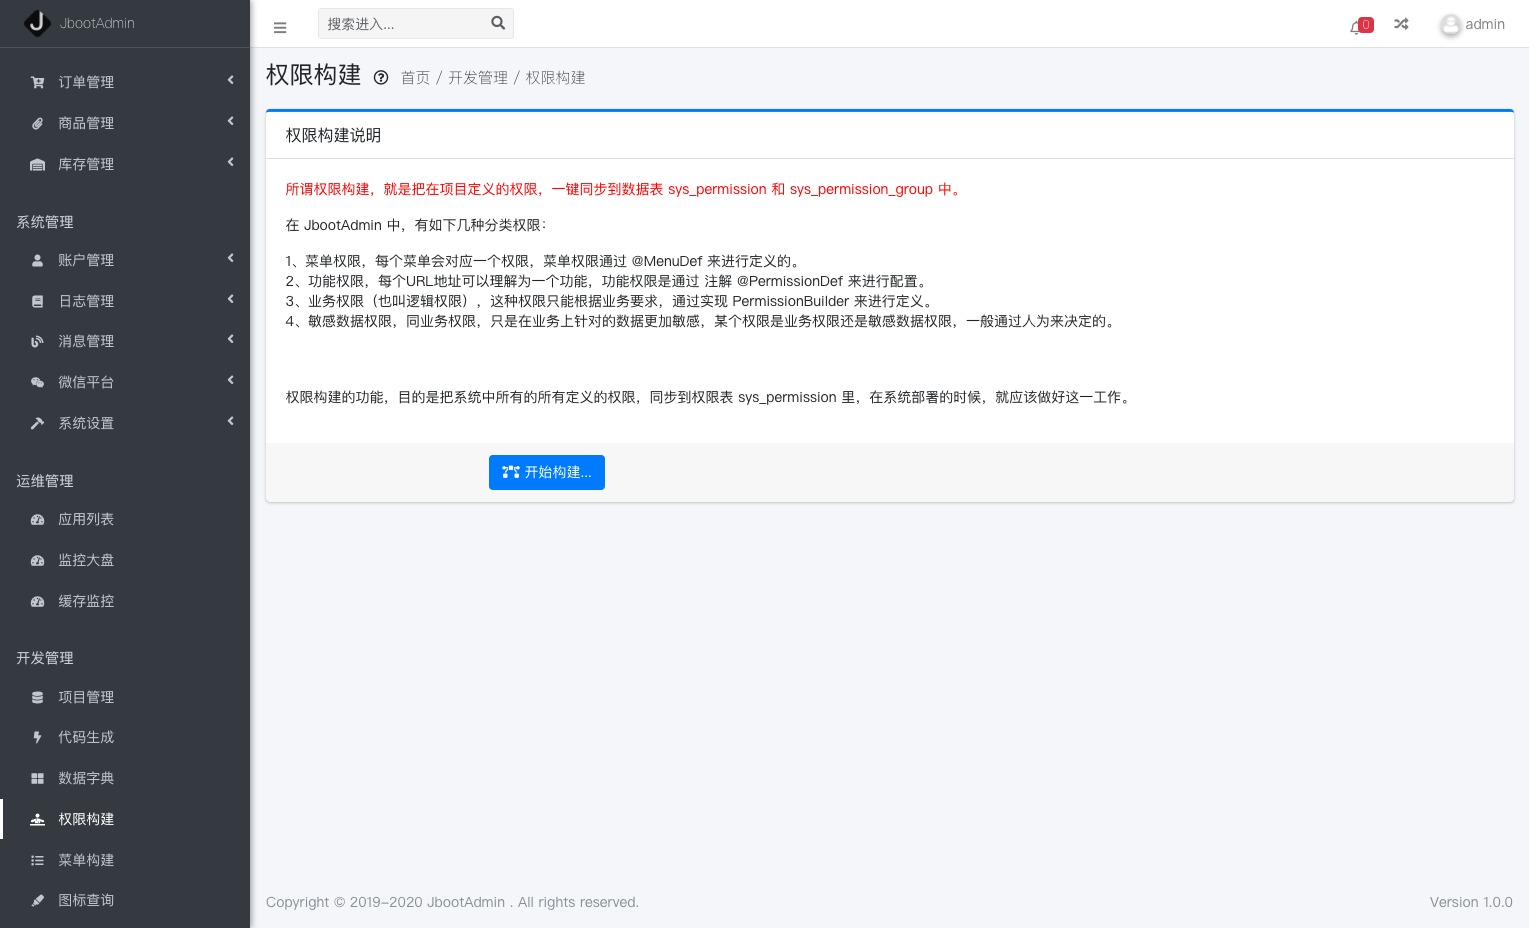 JbootAdmin
订单管理
商品管理
库存管理
系统管理
账户管理
日志管理
消息管理
微信平台
系统设置
运维管理
应用列表
监控大盘
缓存监控
开发管理
项目管理
代码生成
数据字典
权限构建
菜单构建
图标查询
搜索进入...
0
admin
权限构建 首页 / 开发管理 / 权限构建
权限构建说明
所谓权限构建，就是把在项目定义的权限，一键同步到数据表 sys_permission 和 sys_permission_group 中。
在 JbootAdmin 中，有如下几种分类权限：
1、菜单权限，每个菜单会对应一个权限，菜单权限通过 @MenuDef 来进行定义的。
2、功能权限，每个URL地址可以理解为一个功能，功能权限是通过 注解 @PermissionDef 来进行配置。
3、业务权限（也叫逻辑权限），这种权限只能根据业务要求，通过实现 PermissionBuilder 来进行定义。
4、敏感数据权限，同业务权限，只是在业务上针对的数据更加敏感，某个权限是业务权限还是敏感数据权限，一般通过人为来决定的。
权限构建的功能，目的是把系统中所有的所有定义的权限，同步到权限表 sys_permission 里，在系统部署的时候，就应该做好这一工作。
开始构建...
Copyright © 2019-2020 JbootAdmin . All rights reserved.
Version 1.0.0